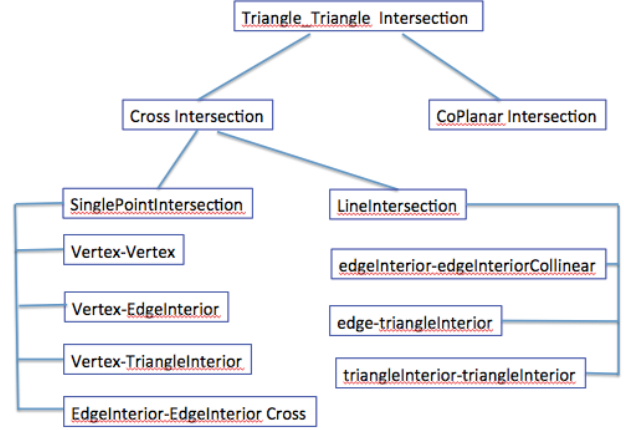 Triangle_Triangle Intersection
Cross Intersection
CoPlanar Intersection
SinglePointIntersection
LineIntersection
Vertex-Vertex
edgeInterior-edgeInteriorCollinear
Vertex-EdgeInterior
edge-triangleInterior
Vertex-TriangleInterior
triangleInterior-triangleInterior
EdgeInterior-EdgeInterior Cross